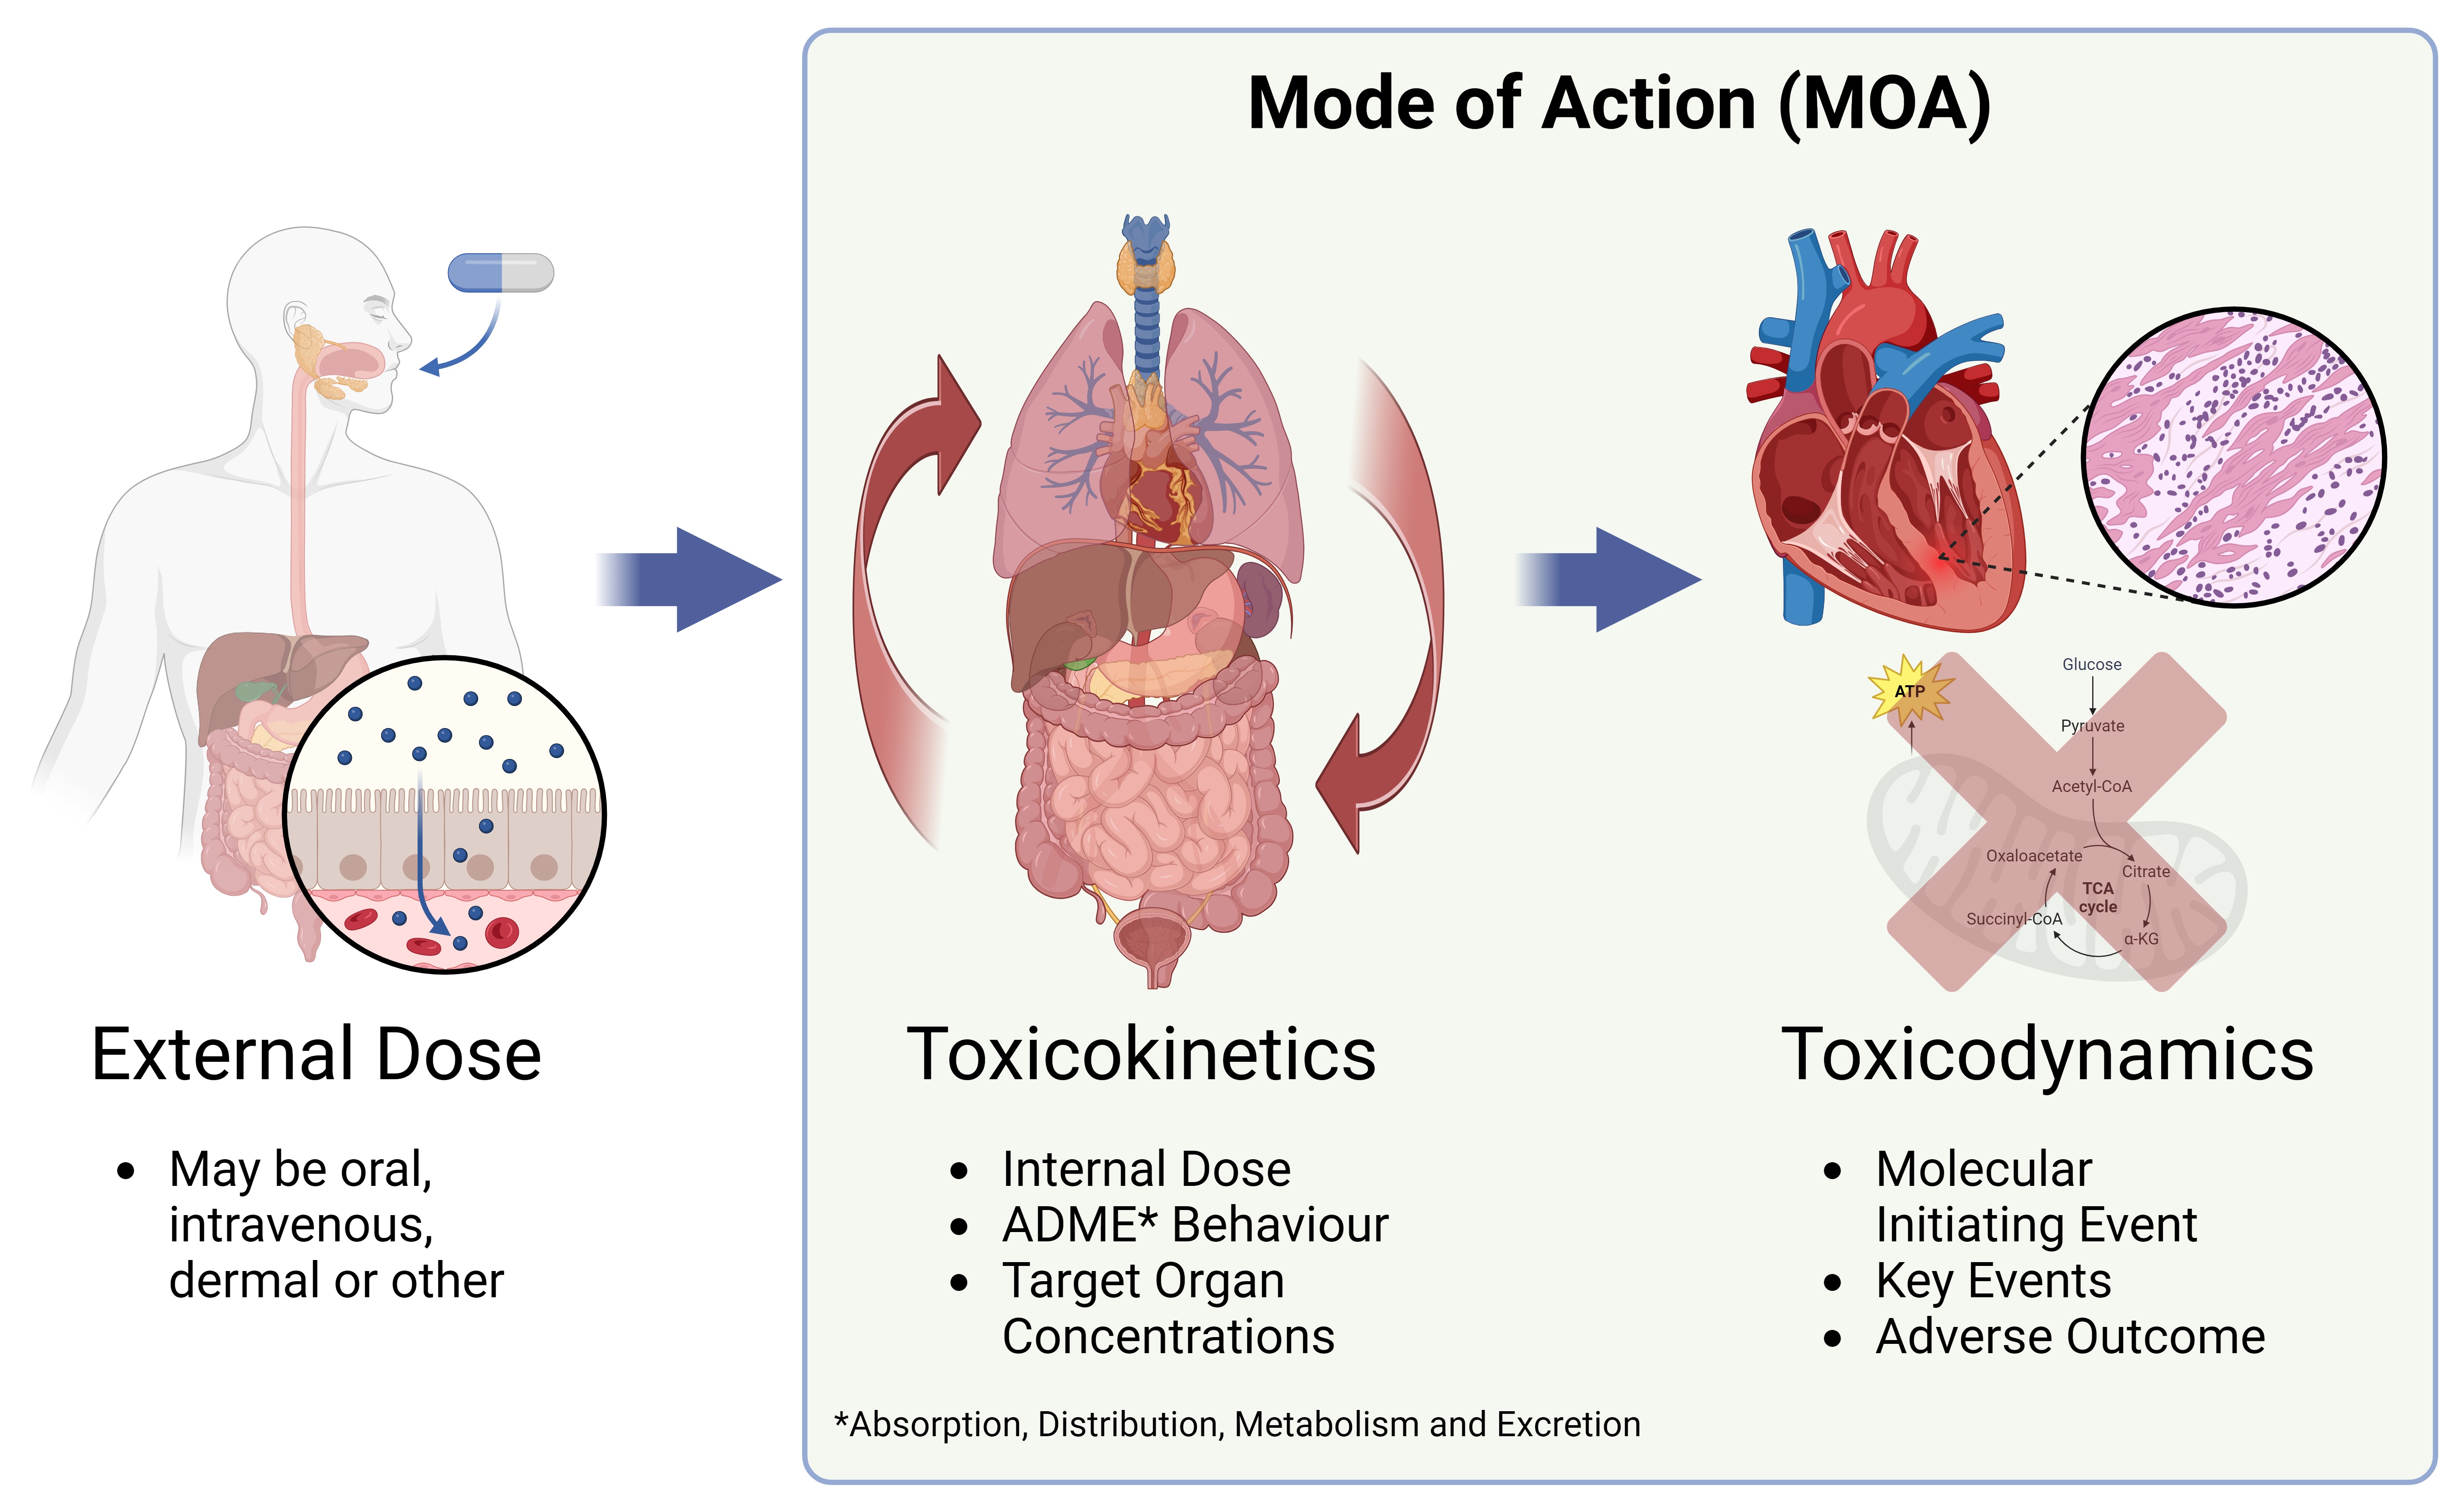 Mode of Action (MOA)
ATP
Glucose
Pyruvate
Acetyl-CoA
Oxaloacetate
Citrate
TCA
cycle
Succinyl-CoA
α-KG
External Dose
• May be oral,
intravenous,
dermal or other
Toxicokinetics
• Internal Dose
• ADME* Behaviour
• Target Organ
Concentrations
Toxicodynamics
• Molecular
Initiating Event
• Key Events
• Adverse Outcome
*Absorption, Distribution, Metabolism and Excretion